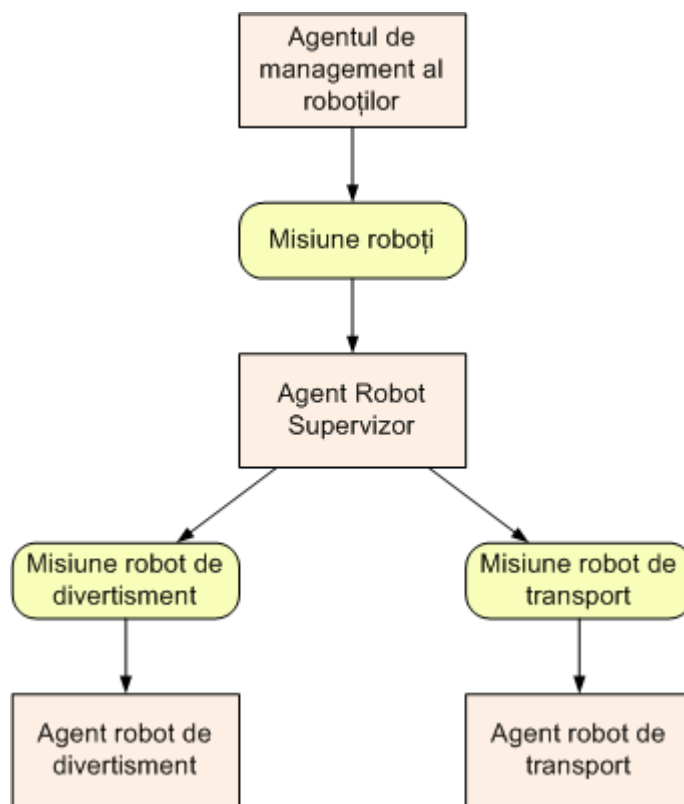 Agentul de
management al
roboților
Misiune roboți
Agent Robot
Supervizor
Misiune robot de
divertisment
Misiune robot de
transport
Agent robot de
divertisment
Agent robot de
transport